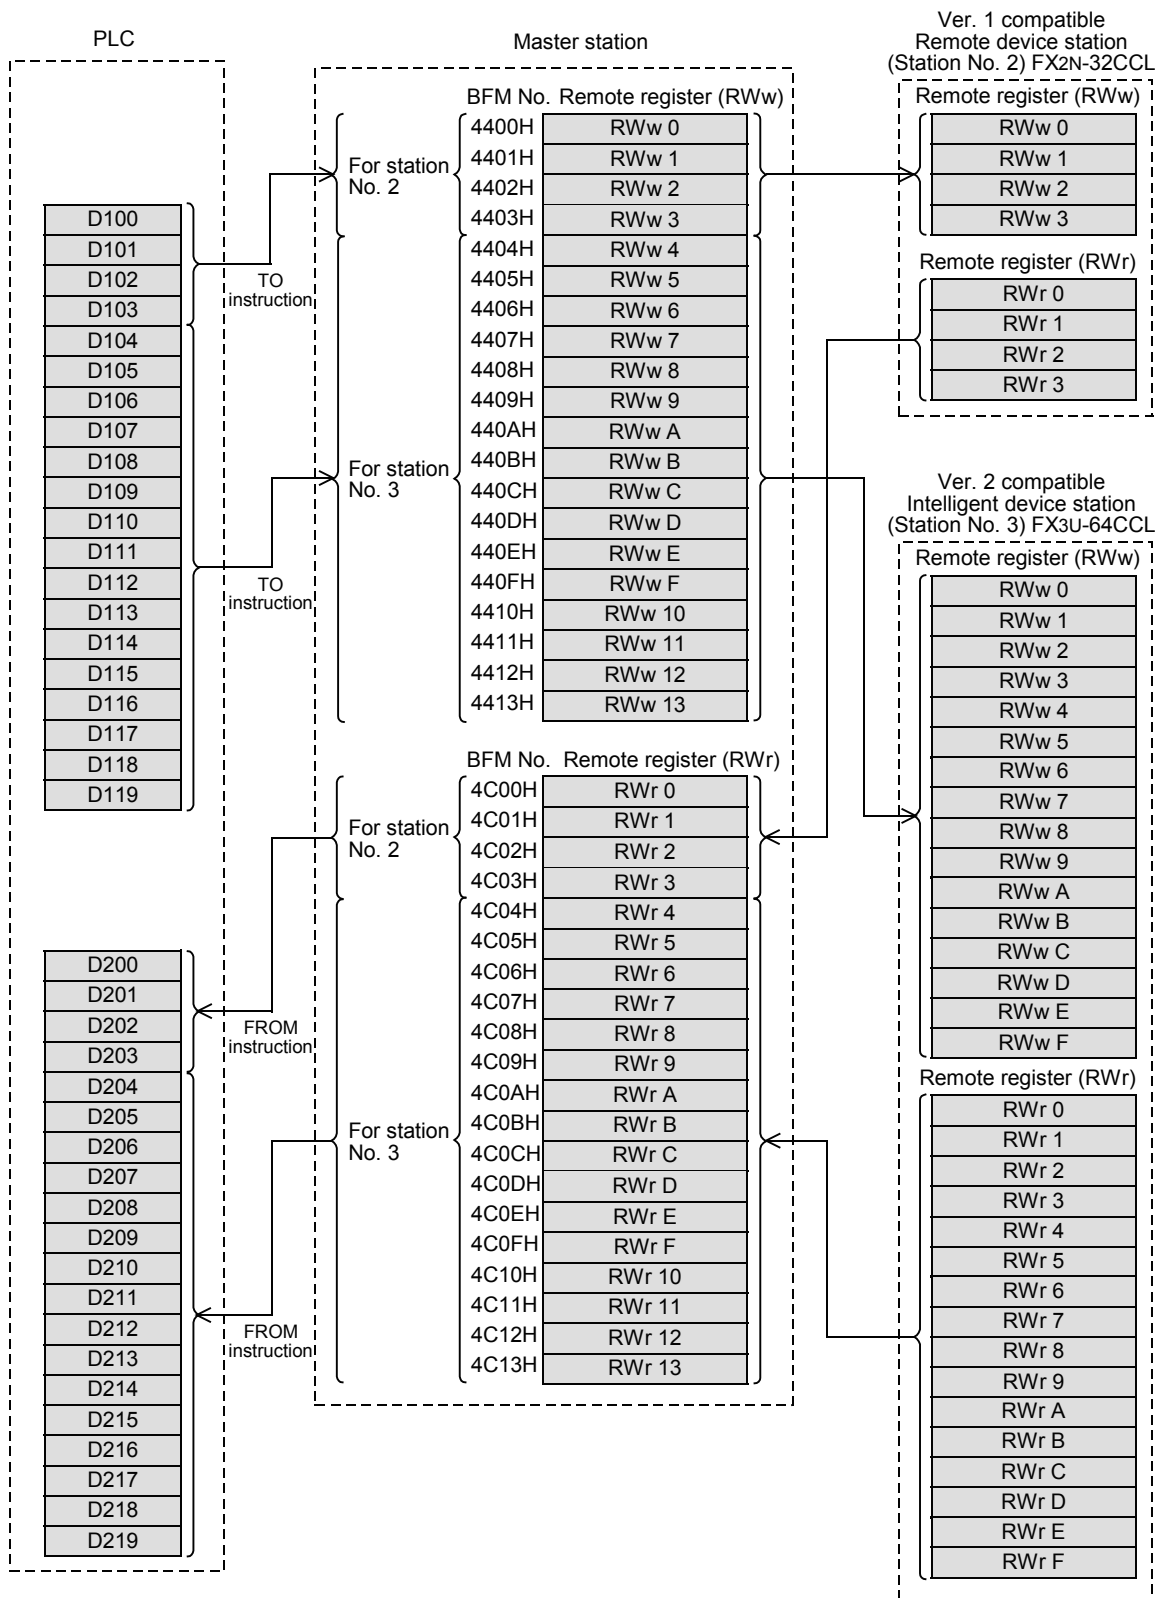 PLC
D100
D101
D102
D103
D104
D105
D106
D107
D108
D109
D110
D111
D112
D113
D114
D115
D116
D117
D118
D119
D200
D201
D202
D203
D204
D205
D206
D207
D208
D209
D210
D211
D212
D213
D214
D215
D216
D217
D218
D219
TO
instruction
TO
instruction
FROM
instruction
FROM
instruction
Master station
BFM No. Remote register (RWw)
For station
No. 2
4400H RWw 0
4401H RWw 1
4402H RWw 2
4403H RWw 3
For station
No. 3
4404H RWw 4
4405H RWw 5
4406H RWw 6
4407H RWw 7
4408H RWw 8
4409H RWw 9
440AH RWw A
440BH RWw B
440CH RWw C
440DH RWw D
440EH RWw E
440FH RWw F
4410H RWw 10
4411H RWw 11
4412H RWw 12
4413H RWw 13
BFM No. Remote register (RWr)
For station
No. 2
4C00H RWr 0
4C01H RWr 1
4C02H RWr 2
4C03H RWr 3
For station
No. 3
4C04H RWr 4
4C05H RWr 5
4C06H RWr 6
4C07H RWr 7
4C08H RWr 8
4C09H RWr 9
4C0AH RWr A
4C0BH RWr B
4C0CH RWr C
4C0DH RWr D
4C0EH RWr E
4C0FH RWr F
4C10H RWr 10
4C11H RWr 11
4C12H RWr 12
4C13H RWr 13
Ver. 1 compatible
Remote device station
(Station No. 2) FX2N-32CCL
Remote register (RWw)
RWw 0
RWw 1
RWw 2
RWw 3
Remote register (RWr)
RWr 0
RWr 1
RWr 2
RWr 3
Ver. 2 compatible
Intelligent device station
(Station No. 3) FX3U-64CCL
Remote register (RWw)
RWw 0
RWw 1
RWw 2
RWw 3
RWw 4
RWw 5
RWw 6
RWw 7
RWw 8
RWw 9
RWw A
RWw B
RWw C
RWw D
RWw E
RWw F
Remote register (RWr)
RWr 0
RWr 1
RWr 2
RWr 3
RWr 4
RWr 5
RWr 6
RWr 7
RWr 8
RWr 9
RWr A
RWr B
RWr C
RWr D
RWr E
RWr F